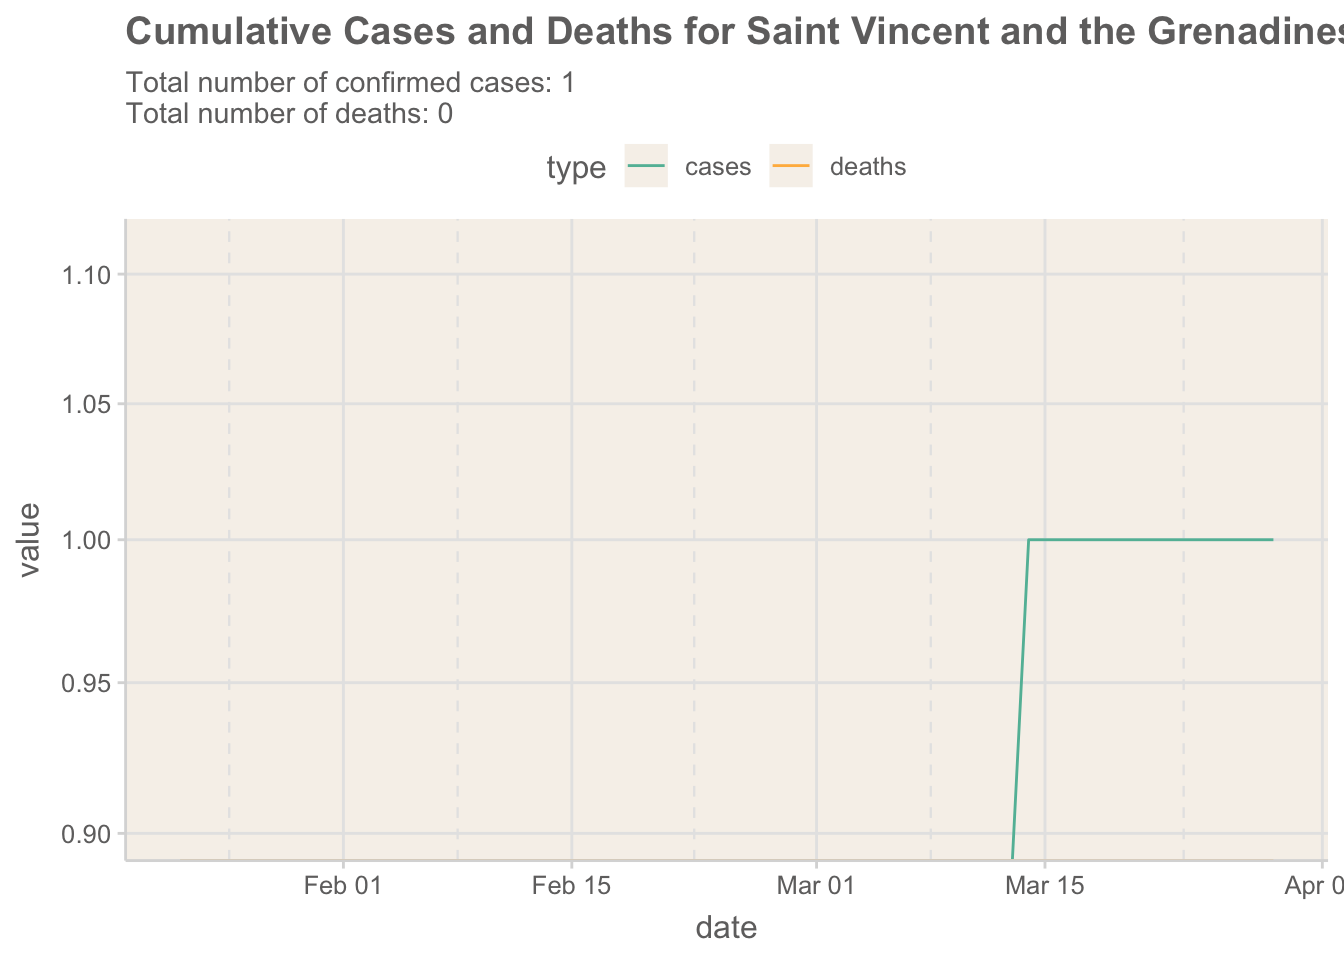 Cumulative Cases and Deaths for Saint Vincent and the Grenadines
Total number of confirmed cases: 1
Total number of deaths: 0
type cases deaths
1.10
1.05
1.00
0.95
0.90
value
Feb 01 Feb 15 Mar 01 Mar 15 Apr 0
date